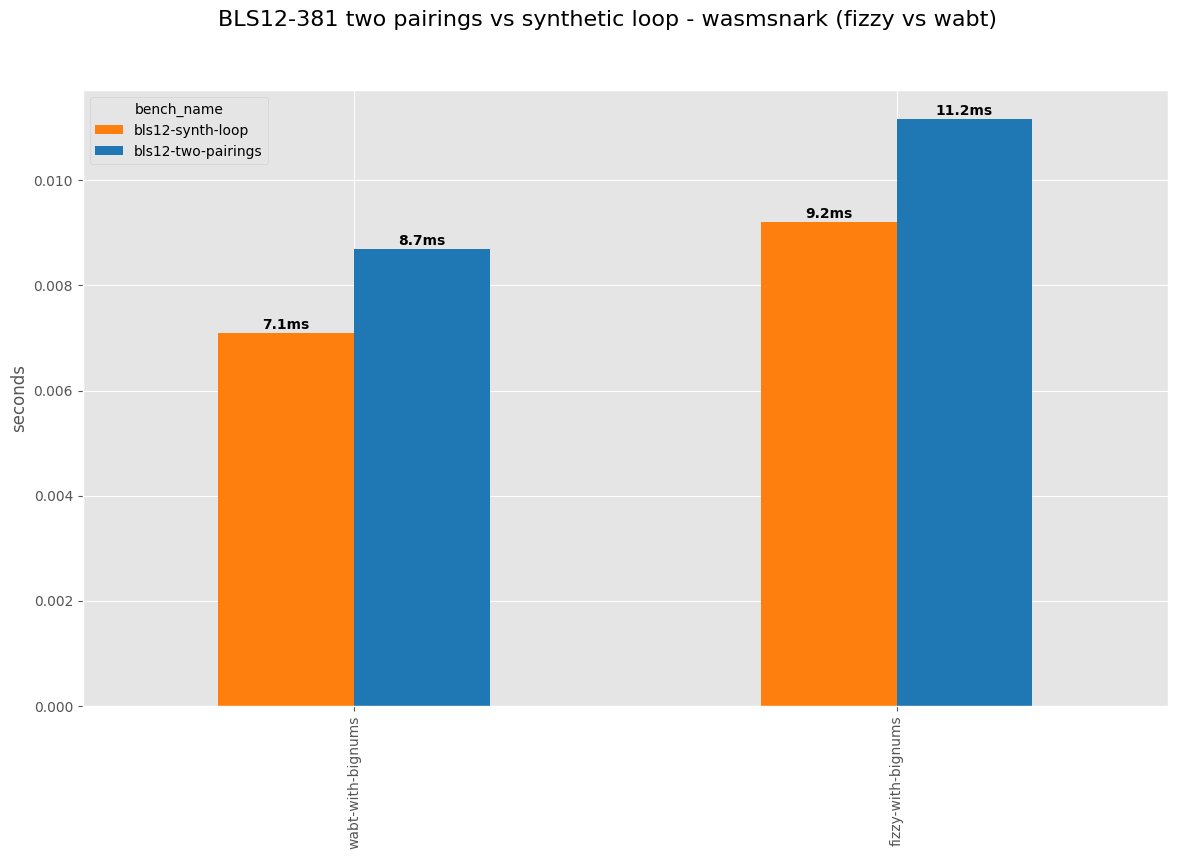 BLS12-381 two pairings vs synthetic loop - wasmsnark (fizzy vs wabt)
bench_name
bls12-synth-loop
bls12-two-pairings
11.2ms
9.2ms
8.7ms
7.1ms
0.010
0.008
0.006
0.004
0.002
0.000
seconds
wabt-with-bignums
fizzy-with-bignums